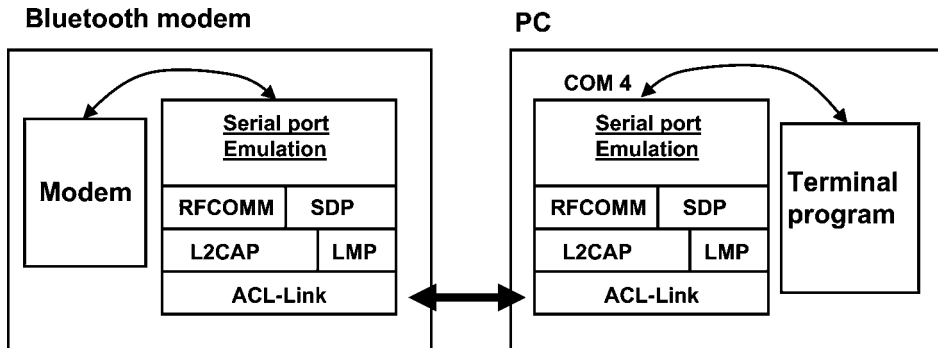 Bluetooth modem
PC
COM 4
Serial port
Emulation
Modem
RFCOMM
SDP
L2CAP
LMP
ACL-Link
Serial port
Emulation
Terminal
program
RFCOMM
SDP
L2CAP
LMP
ACL-Link